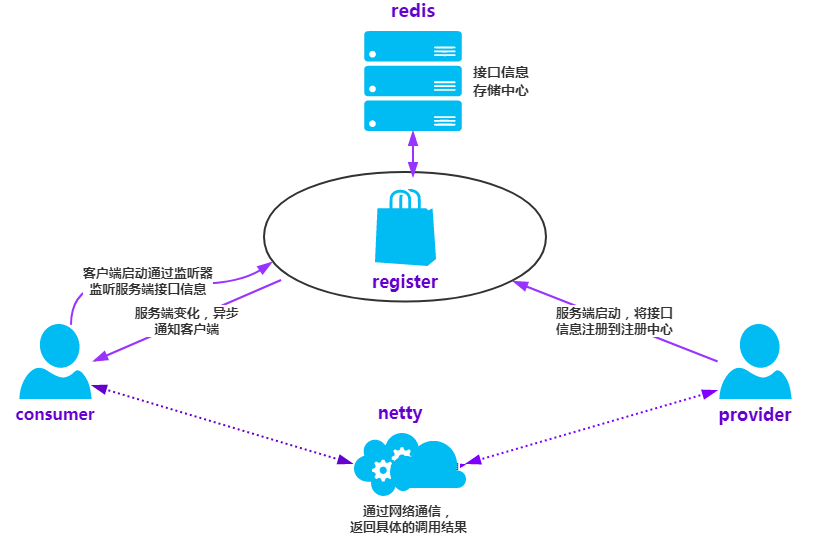 redis
接口信息
存储中心
register
客户端启动通过监听器
监听服务端接口信息
服务端变化，异步
通知客户端
服务端启动，将接口
信息注册到注册中心
consumer
netty
provider
通过网络通信，
返回具体的调用结果